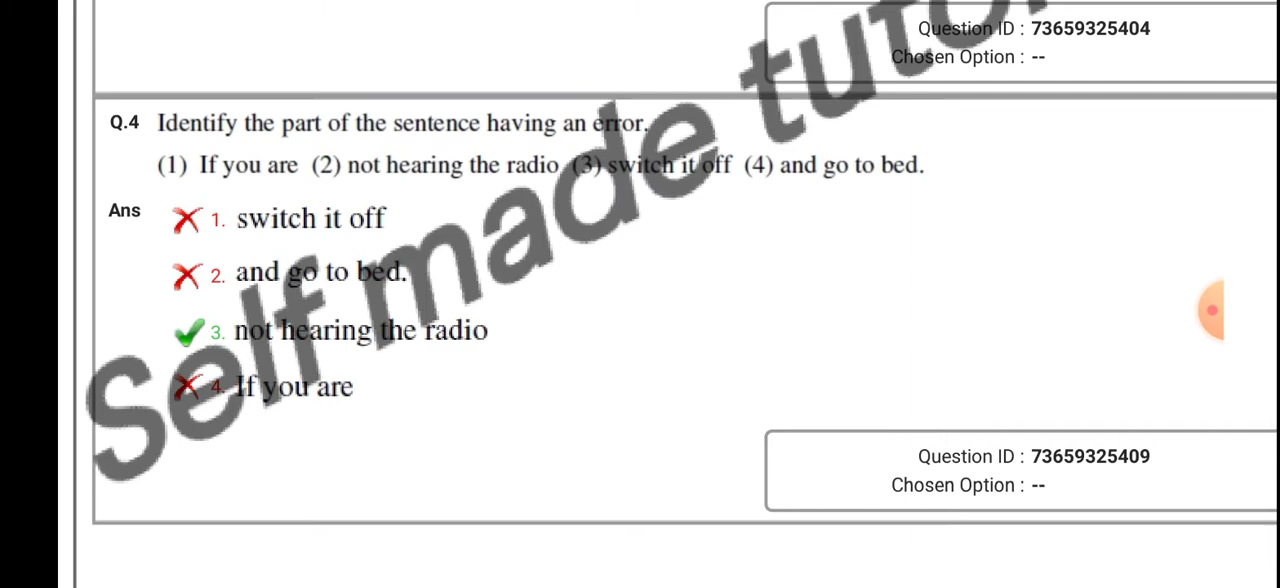 Question ID : 73659325404
Chosen Option : --
Q.4 Identify the part of the sentence having an error.
(1) If you are (2) not hearing the radio (3) switch it off (4) and go to bed.
Ans 1. switch it off
2. and go to bed.
3. not hearing the radio
4. If you are
Self made tutor
Question ID : 73659325409
Chosen Option : --